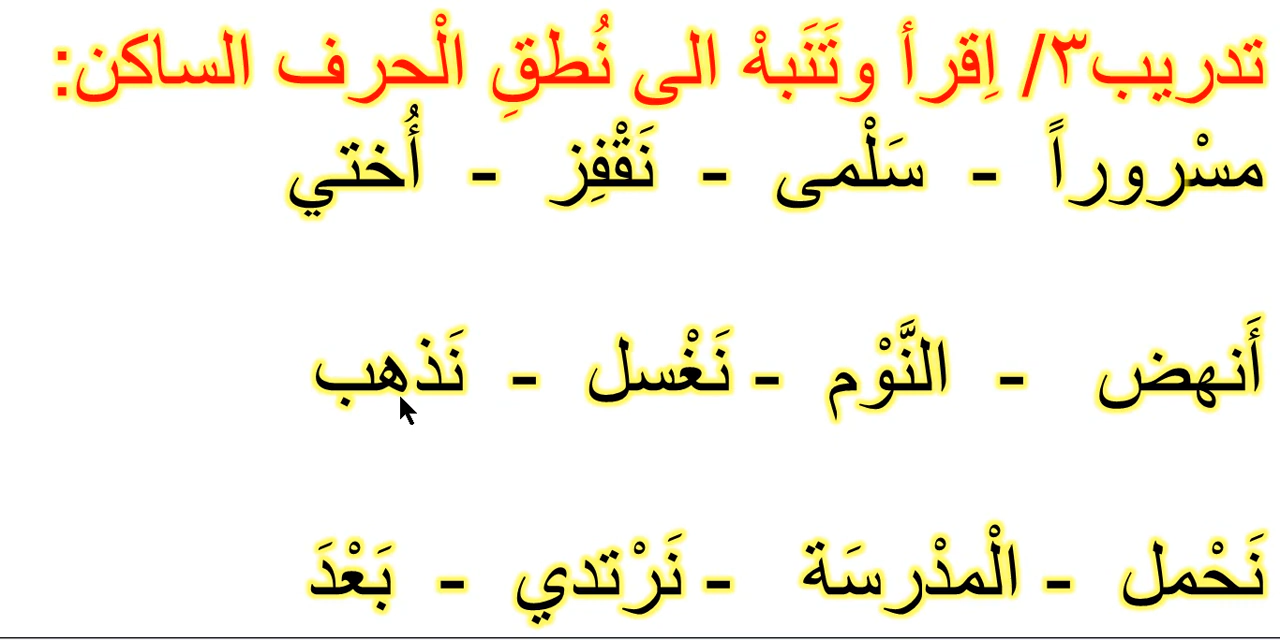 تدريب٣/ اِقرأ وتَنَبهْ الى نُطقِ الْحرف الساكن:
مسْروراً - سَلْمى - نَقْفِز - أُختي
أَنهض - النَّوْم - نَغْسل - نَذهب
نَحْمل - الْمدْرسَة - نَرْتدي - بَعْدَ